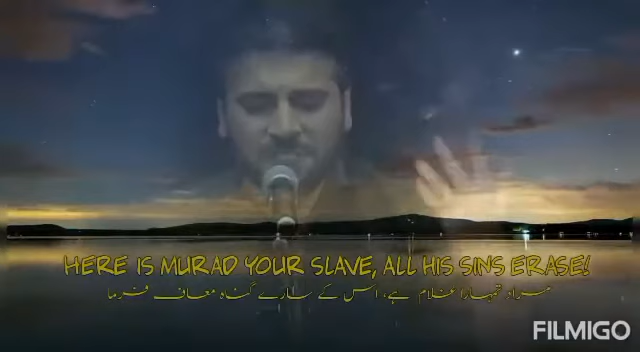 HERE IS MURAD YOUR SLAVE, ALL HIS SINS ERASE!
مراد تمہارا غلام ہے، اس کے سارے گناہ معاف فرما
FILMIGO